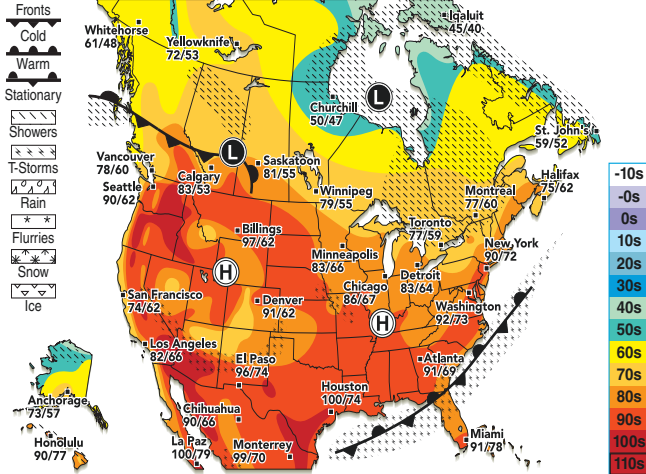 Fronts
Cold
Warm
Stationary
Showers
T-Storms
Rain
Flurries
Snow
Ice
Whitehorse
61/48
Yellowknife
72/53
Iqaluit
45/40
Churchill
50/47
L
St. John's
59/52
Vancouver
78/60
Seattle
90/62
Calgary
83/53
L
Saskatoon
81/55
Winnipeg
79/55
Montreal
77/60
Halifax
75/62
Billings
97/62
Minneapolis
83/66
Toronto
77/59
New York
90/72
H
San Francisco
74/62
Denver
91/62
Chicago
86/67
Detroit
83/64
Washington
92/73
H
Los Angeles
82/66
El Paso
96/74
Atlanta
91/69
Houston
100/74
Chihuahua
90/66
La Paz
100/79
Monterrey
99/70
Miami
91/78
Anchorage
73/57
Honolulu
90/77
-10s
-0s
0s
10s
20s
30s
40s
50s
60s
70s
80s
90s
100s
110s